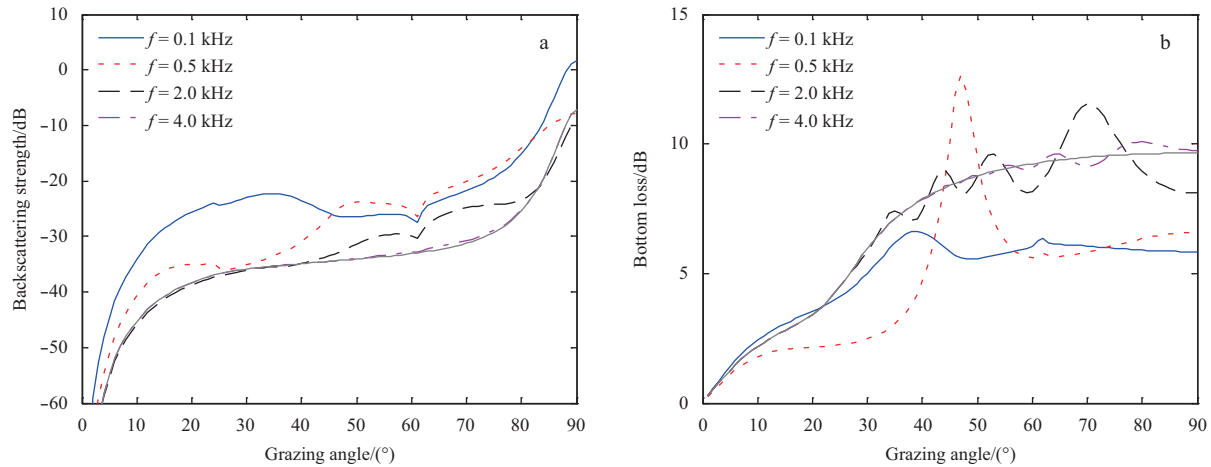 10
0
–10
–20
–30
–40
–50
–60
0 10 20 30 40 50 60 70 80 90
Grazing angle/(°)
Backscattering strength/dB
a
f = 0.1 kHz
f = 0.5 kHz
f = 2.0 kHz
f = 4.0 kHz
15
10
5
0
0 10 20 30 40 50 60 70 80 90
Grazing angle/(°)
Bottom loss/dB
b
f = 0.1 kHz
f = 0.5 kHz
f = 2.0 kHz
f = 4.0 kHz